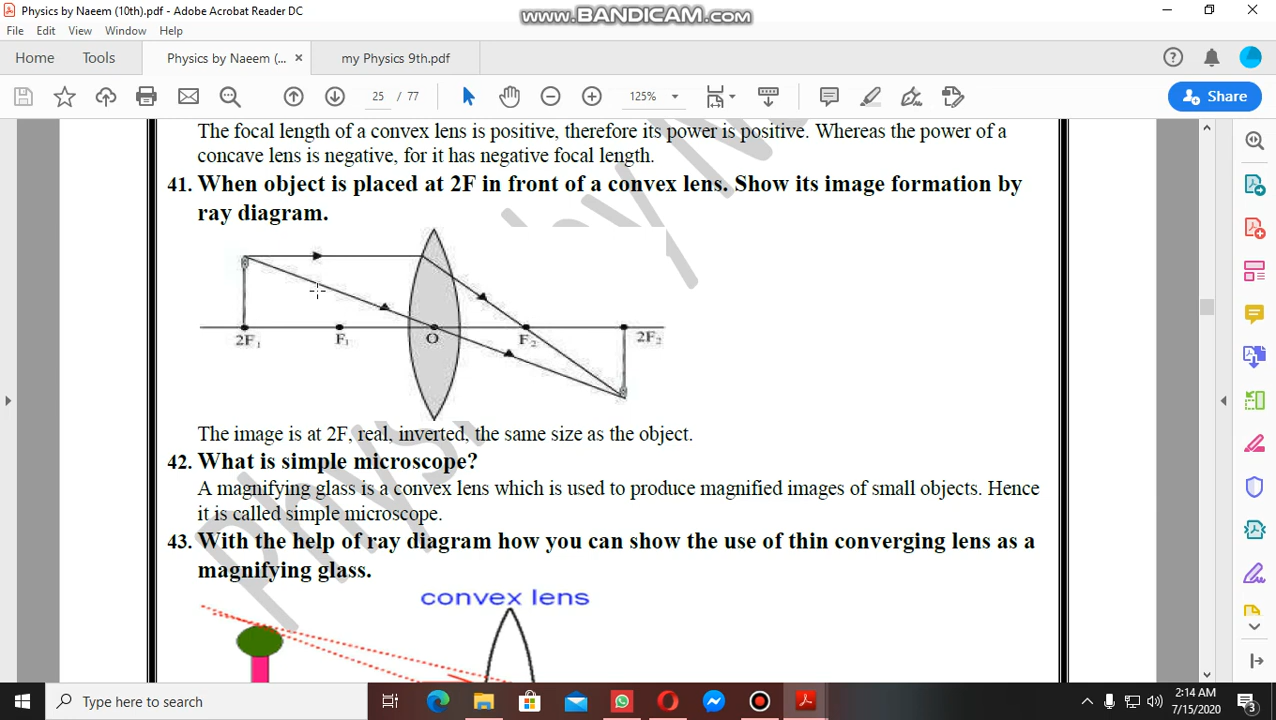 Physics by Naeem (10th).pdf - Adobe Acrobat Reader DC
www.BANDICAM.com
File Edit View Window Help
Home Tools Physics by Naeem (... × my Physics 9th.pdf
25 / 77 125% Share
The focal length of a convex lens is positive, therefore its power is positive. Whereas the power of a
concave lens is negative, for it has negative focal length.
41. When object is placed at 2F in front of a convex lens. Show its image formation by
ray diagram.
2F₁ F₁ O F₂ 2F₂
The image is at 2F, real, inverted, the same size as the object.
42. What is simple microscope?
A magnifying glass is a convex lens which is used to produce magnified images of small objects. Hence
it is called simple microscope.
43. With the help of ray diagram how you can show the use of thin converging lens as a
magnifying glass.
convex lens
Type here to search
2:14 AM
7/15/2020
3